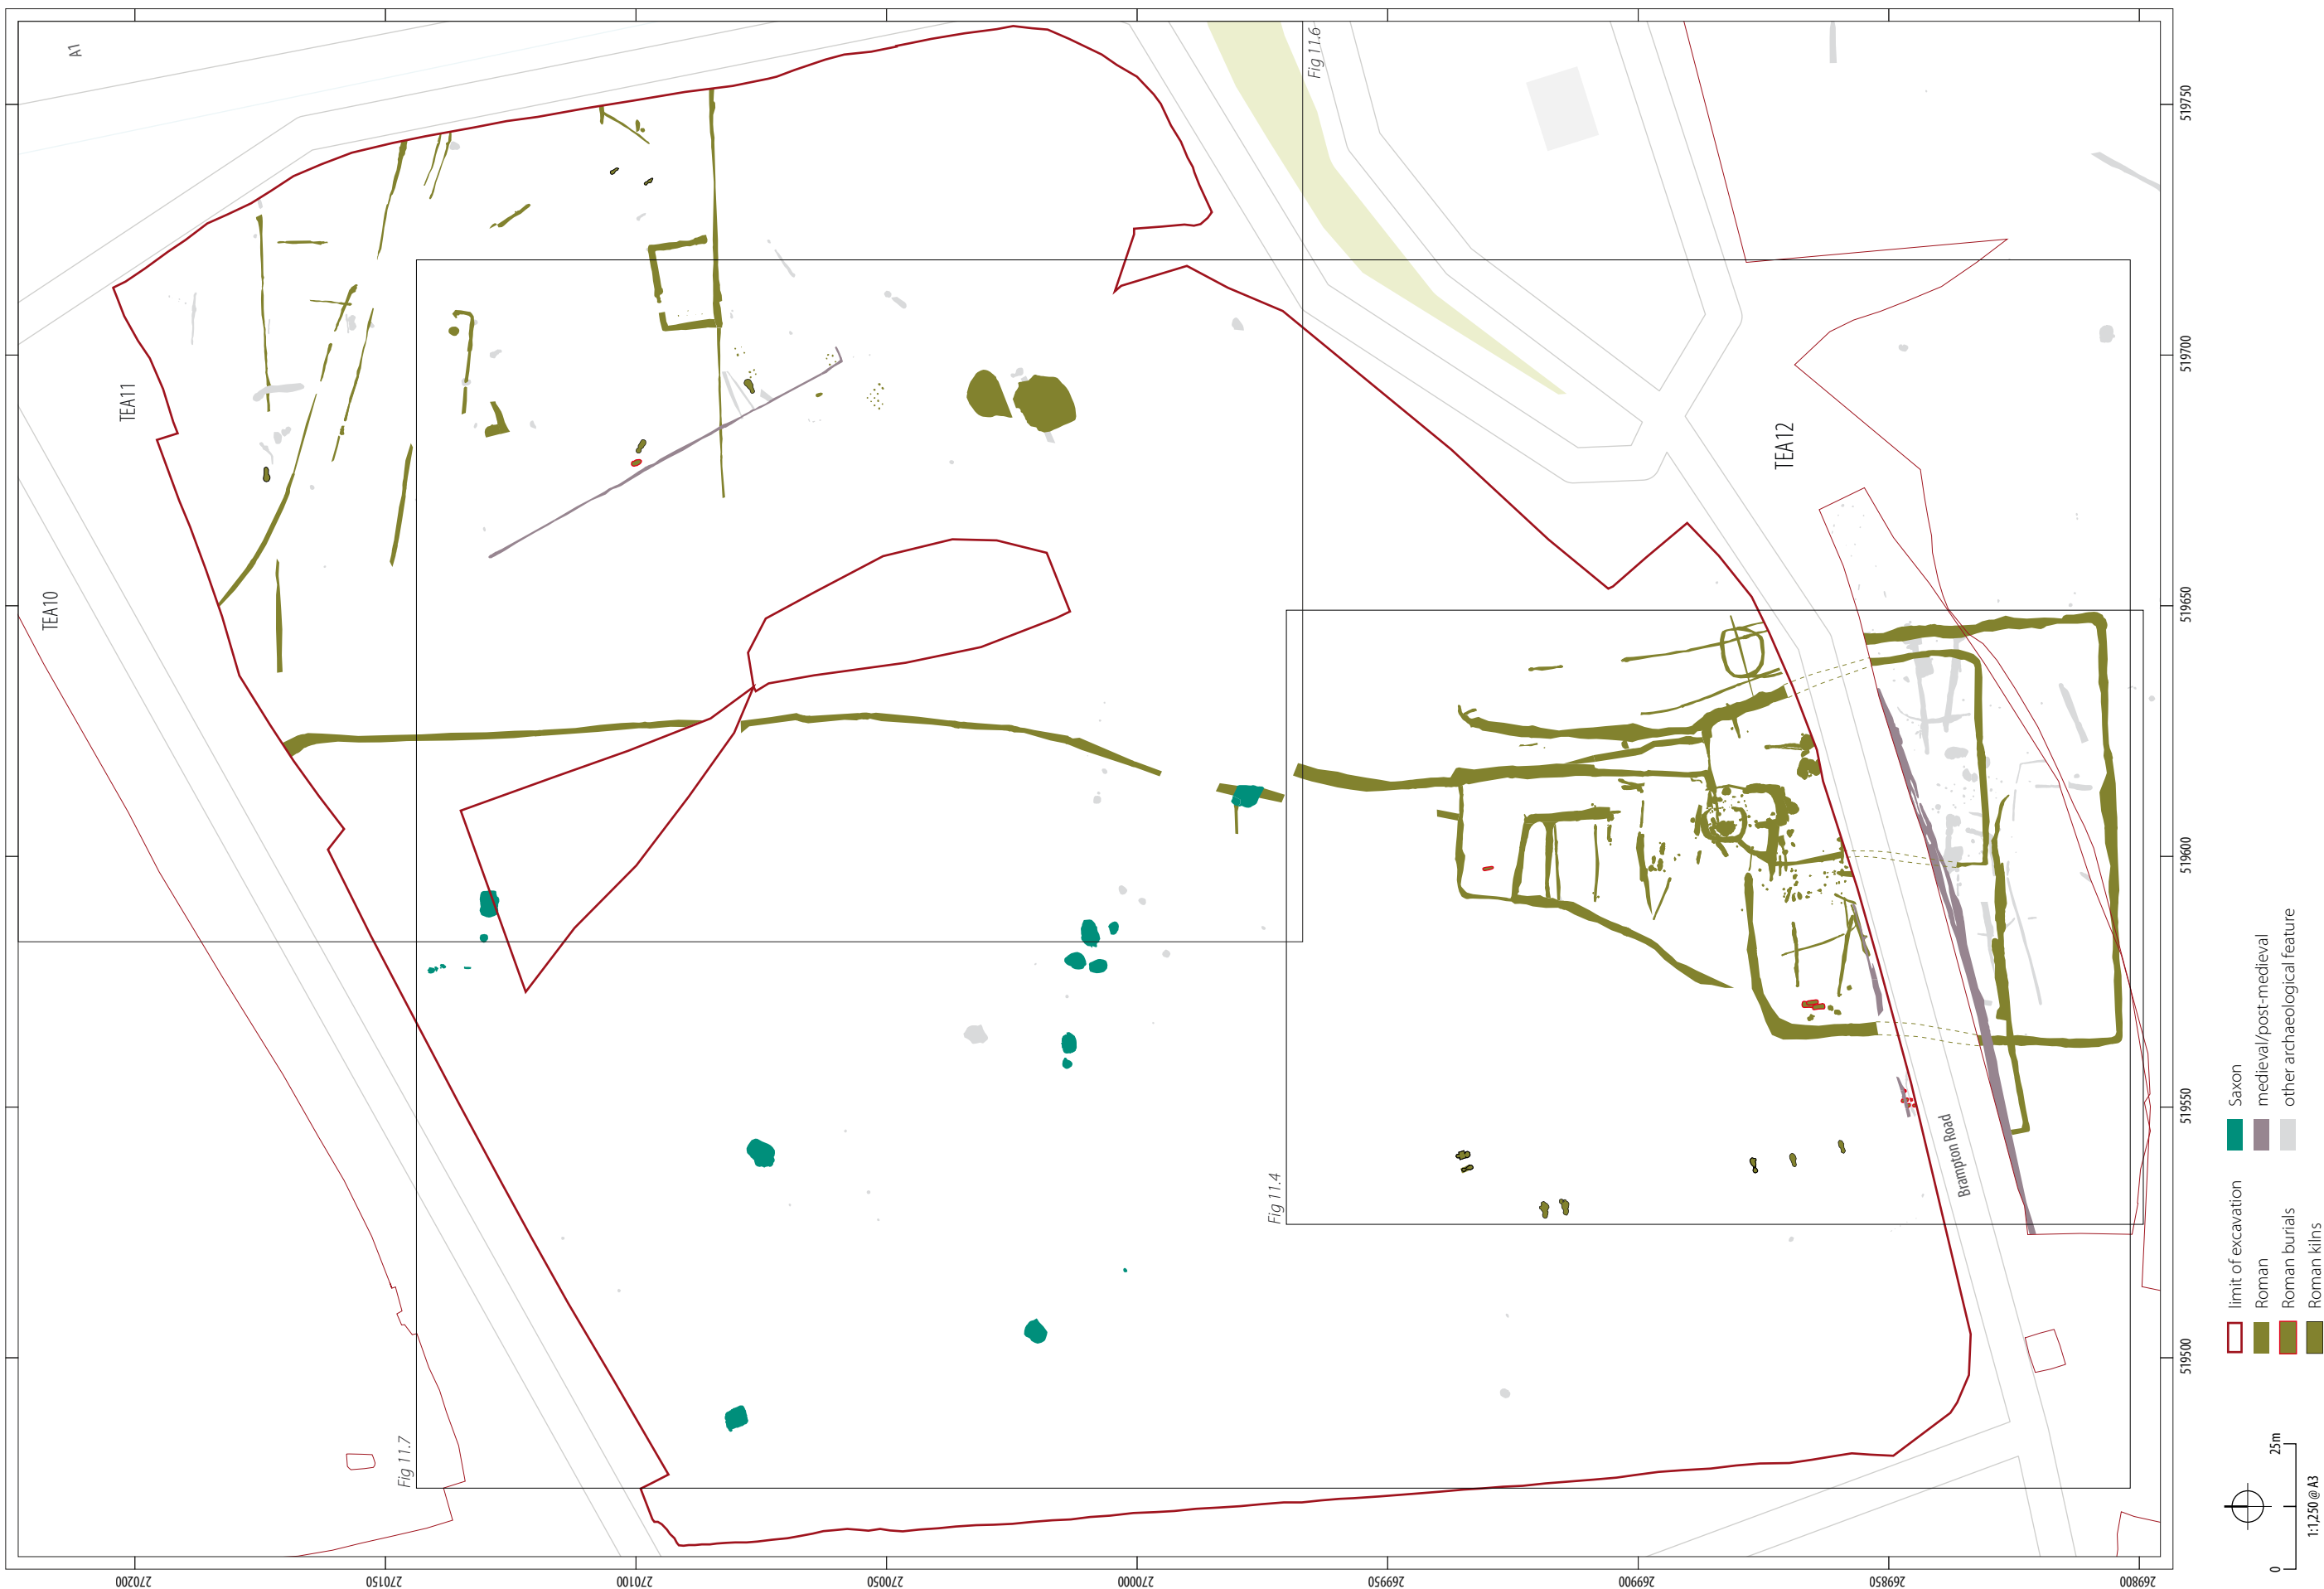 A1
TEA10
TEA11
TEA12
Fig 11.6
Fig 11.7
Fig 11.4
Brampton Road
270200
270150
270100
270050
270000
269950
269900
269850
269800
519750
519700
519650
519600
519550
519500
limit of excavation
Roman
Roman burials
Roman kilns
Saxon
medieval/post-medieval
other archaeological feature
0
25m
1:1,250 @ A3